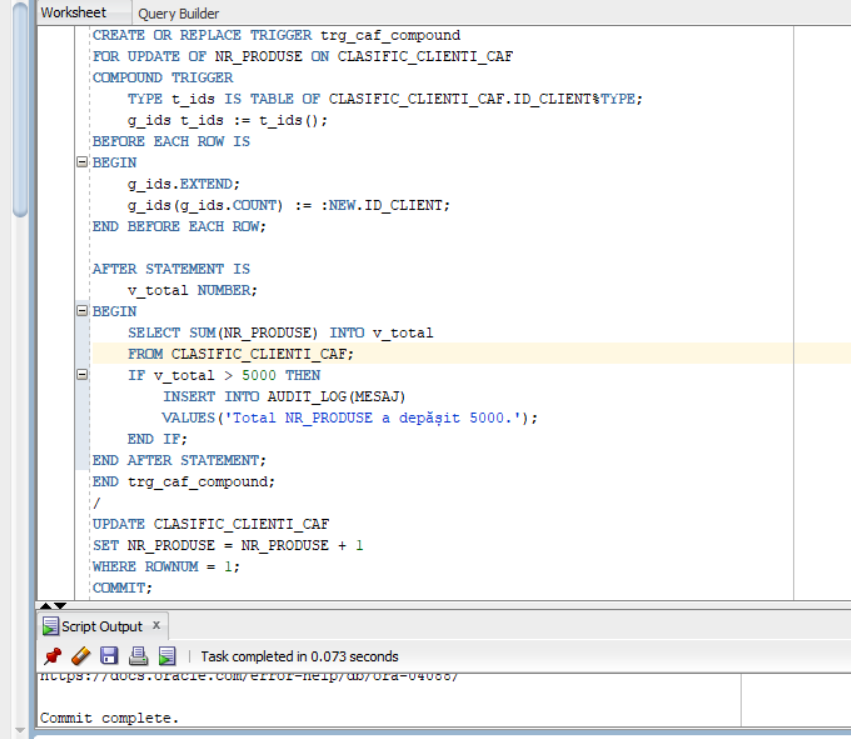 Worksheet Query Builder
CREATE OR REPLACE TRIGGER trg_caf_compound
FOR UPDATE OF NR_PRODUSE ON CLASIFIC_CLIENTI_CAF
COMPOUND TRIGGER
TYPE t_ids IS TABLE OF CLASIFIC_CLIENTI_CAF.ID_CLIENT%TYPE;
g_ids t_ids := t_ids();
BEFORE EACH ROW IS
BEGIN
g_ids.EXTEND;
g_ids(g_ids.COUNT) := :NEW.ID_CLIENT;
END BEFORE EACH ROW;
AFTER STATEMENT IS
v_total NUMBER;
BEGIN
SELECT SUM(NR_PRODUSE) INTO v_total
FROM CLASIFIC_CLIENTI_CAF;
IF v_total > 5000 THEN
INSERT INTO AUDIT_LOG(MESAJ)
VALUES('Total NR_PRODUSE a depășit 5000.');
END IF;
END AFTER STATEMENT;
END trg_caf_compound;
/
UPDATE CLASIFIC_CLIENTI_CAF
SET NR_PRODUSE = NR_PRODUSE + 1
WHERE ROWNUM = 1;
COMMIT;
Script Output x
Task completed in 0.073 seconds
https://docs.oracle.com/error-help/db/ora-04088/
Commit complete.